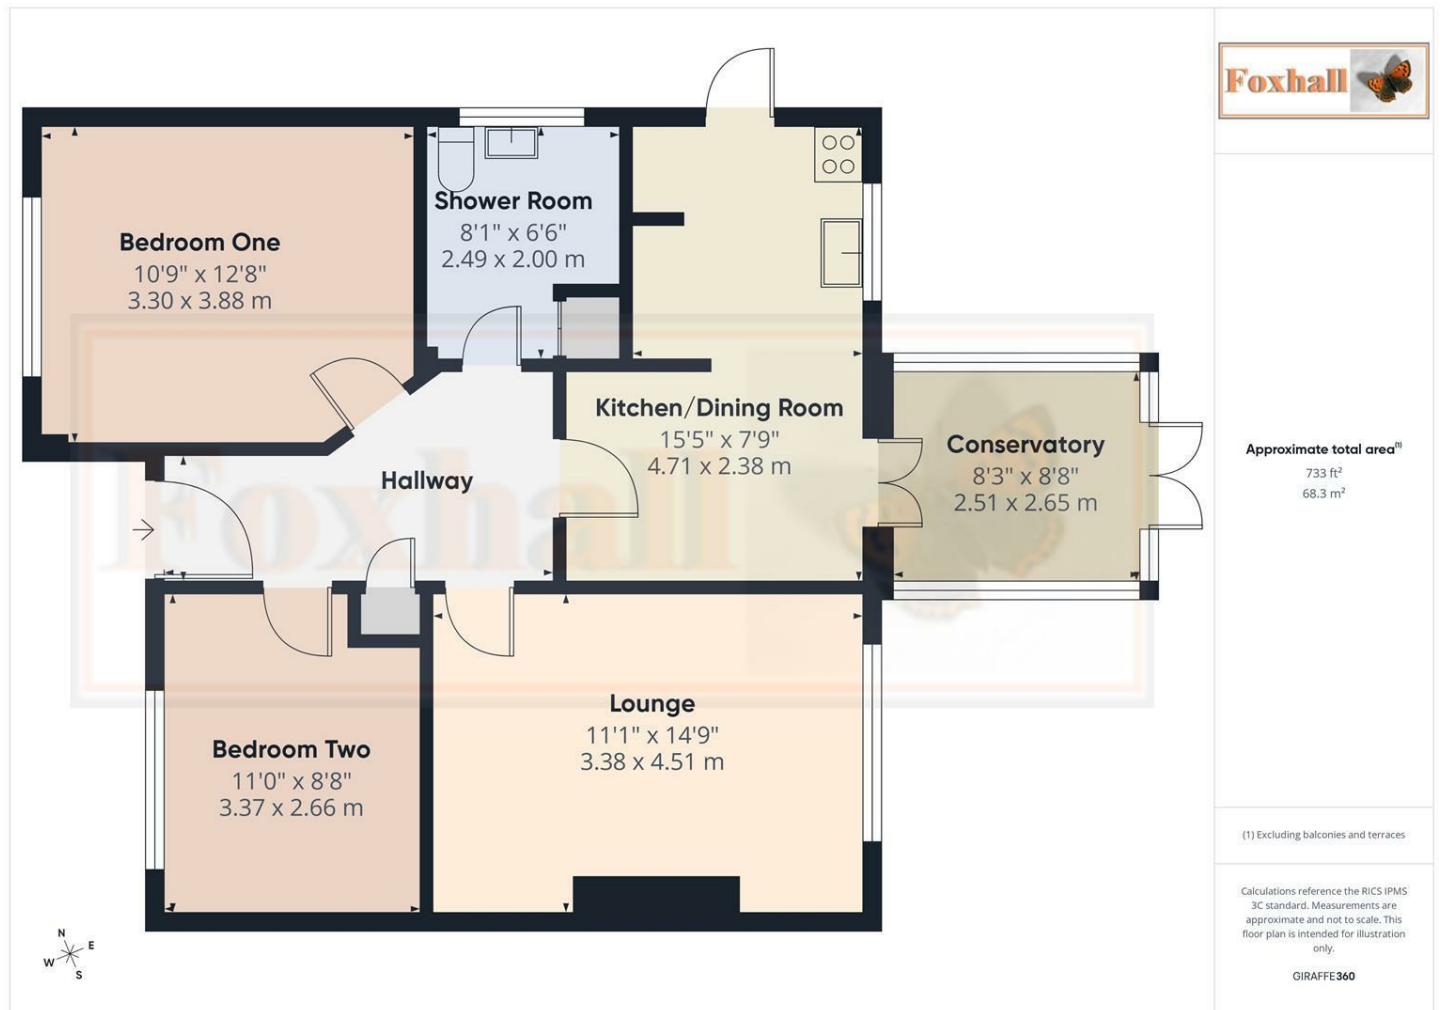 Foxhall
Bedroom One
10'9" x 12'8"
3.30 x 3.88 m
Shower Room
8'1" x 6'6"
2.49 x 2.00 m
Kitchen/Dining Room
15'5" x 7'9"
4.71 x 2.38 m
Conservatory
8'3" x 8'8"
2.51 x 2.65 m
Hallway
Foxhall
Bedroom Two
11'0" x 8'8"
3.37 x 2.66 m
Lounge
11'1" x 14'9"
3.38 x 4.51 m
N
E
W
S
Approximate total area(1)
733 ft²
68.3 m²
(1) Excluding balconies and terraces
Calculations reference the RICS IPMS
3C standard. Measurements are
approximate and not to scale. This
floor plan is intended for illustration
only.
GIRAFFE360